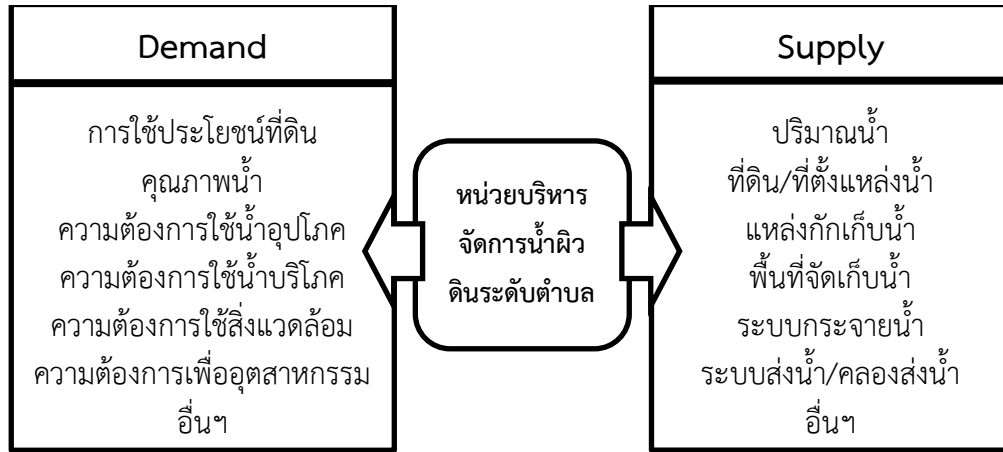 Demand
การใช้ประโยชน์ที่ดิน
คุณภาพน้ำ
ความต้องการใช้น้ำอุปโภค
ความต้องการใช้น้ำบริโภค
ความต้องการใช้สิ่งแวดล้อม
ความต้องการเพื่ออุตสาหกรรม
อื่นๆ
หน่วยบริหาร
จัดการน้ำผิว
ดินระดับตำบล
Supply
ปริมาณน้ำ
ที่ดิน/ที่ตั้งแหล่งน้ำ
แหล่งกักเก็บน้ำ
พื้นที่จัดเก็บน้ำ
ระบบกระจายน้ำ
ระบบส่งน้ำ/คลองส่งน้ำ
อื่นๆ